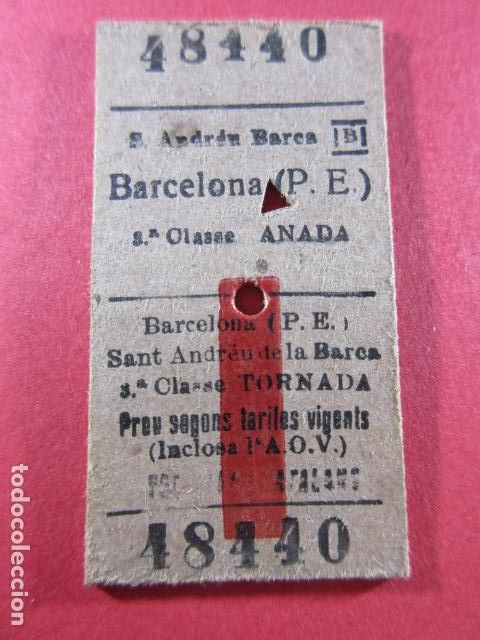 48440
S. Andréu Barca [B]
Barcelona (P. E.)
3.ª Classe ANADA
Barcelona (P. E.)
Sant Andréu de la Barca
3.ª Classe TORNADA
Preu segons tarifes vigents
(Inclosa l'A.O.V.)
48440
todocoleccion